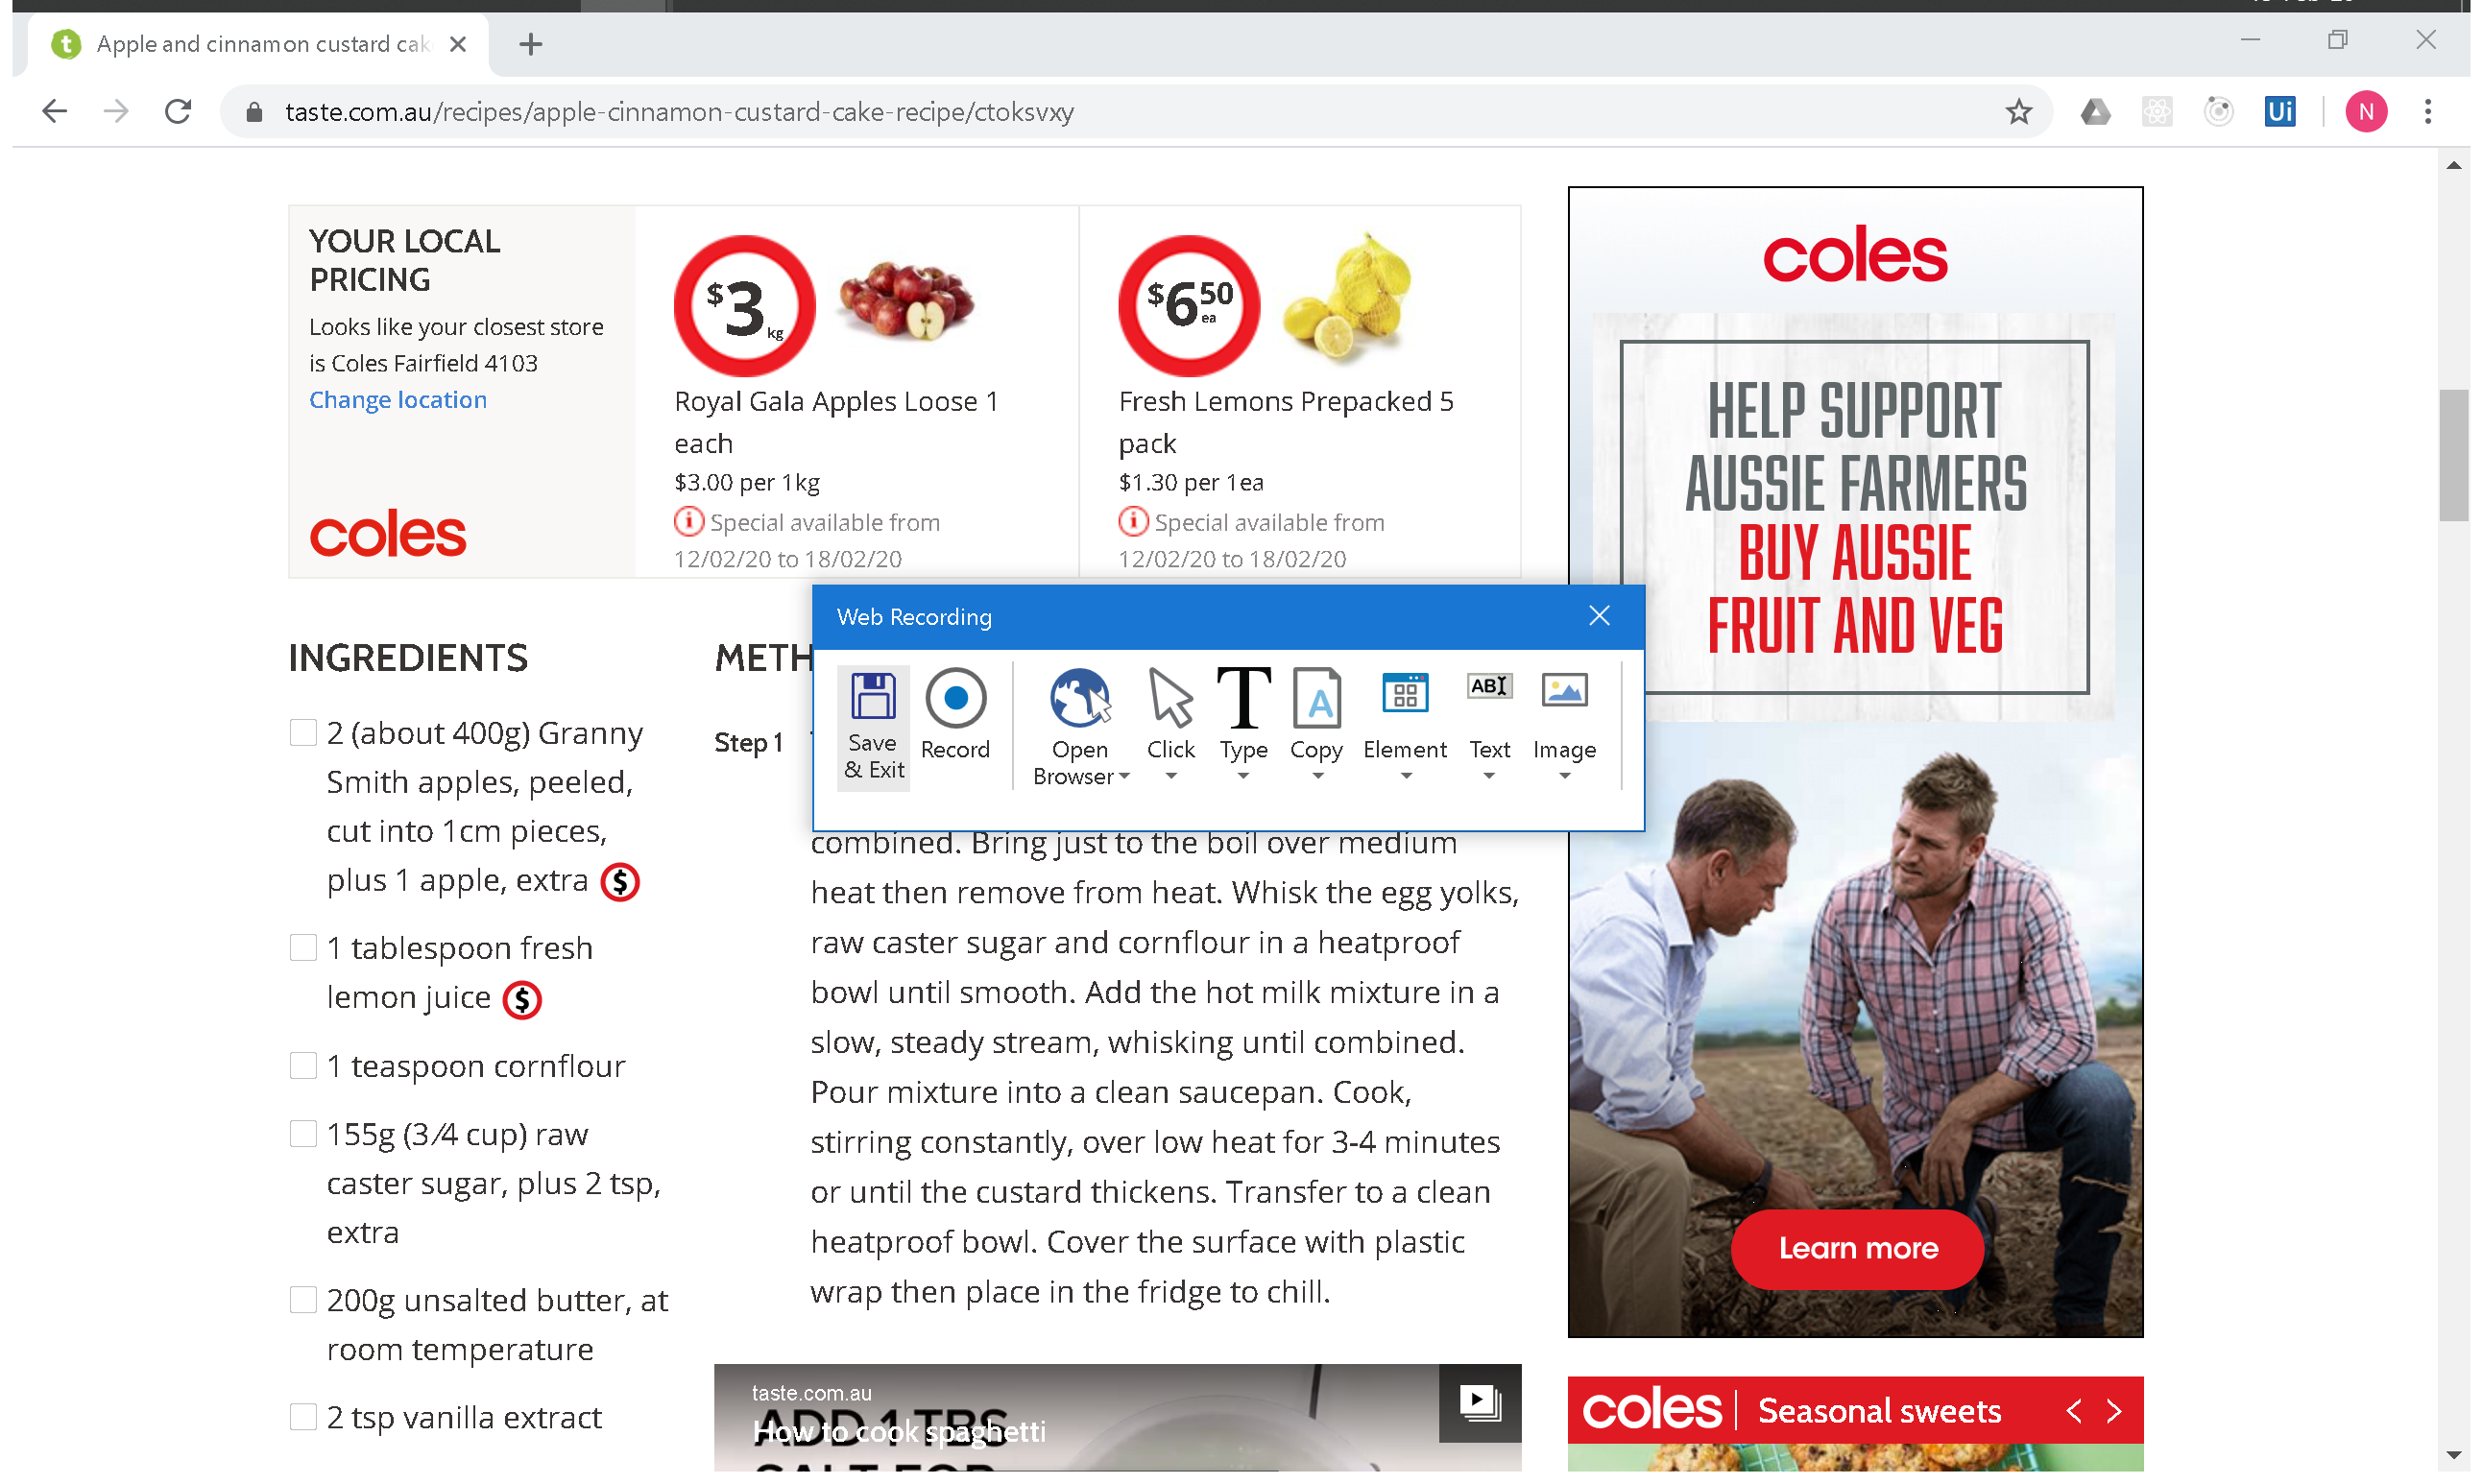 Apple and cinnamon custard cak
taste.com.au/recipes/apple-cinnamon-custard-cake-recipe/ctoksvxy
Ui
N
YOUR LOCAL
PRICING
Looks like your closest store
is Coles Fairfield 4103
Change location
coles
$3 kg
Royal Gala Apples Loose 1
each
$3.00 per 1kg
Special available from
12/02/20 to 18/02/20
$6 50 ea
Fresh Lemons Prepacked 5
pack
$1.30 per 1ea
Special available from
12/02/20 to 18/02/20
coles
HELP SUPPORT
AUSSIE FARMERS
BUY AUSSIE
FRUIT AND VEG
Learn more
Web Recording
Save
& Exit
Record
Open
Browser
Click
Type
Copy
Element
Text
Image
INGREDIENTS
2 (about 400g) Granny
Smith apples, peeled,
cut into 1cm pieces,
plus 1 apple, extra
1 tablespoon fresh
lemon juice
1 teaspoon cornflour
155g (3/4 cup) raw
caster sugar, plus 2 tsp,
extra
200g unsalted butter, at
room temperature
2 tsp vanilla extract
METH
Step 1
combined. Bring just to the boil over medium
heat then remove from heat. Whisk the egg yolks,
raw caster sugar and cornflour in a heatproof
bowl until smooth. Add the hot milk mixture in a
slow, steady stream, whisking until combined.
Pour mixture into a clean saucepan. Cook,
stirring constantly, over low heat for 3-4 minutes
or until the custard thickens. Transfer to a clean
heatproof bowl. Cover the surface with plastic
wrap then place in the fridge to chill.
taste.com.au
How to cook spaghetti
ADD 1 TBS
SALT FOR
coles | Seasonal sweets